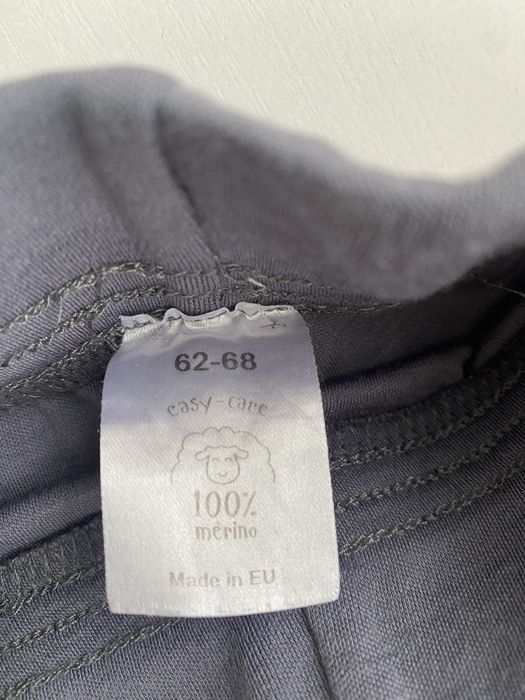 62-68
easy-care
100%
merino
Made in EU